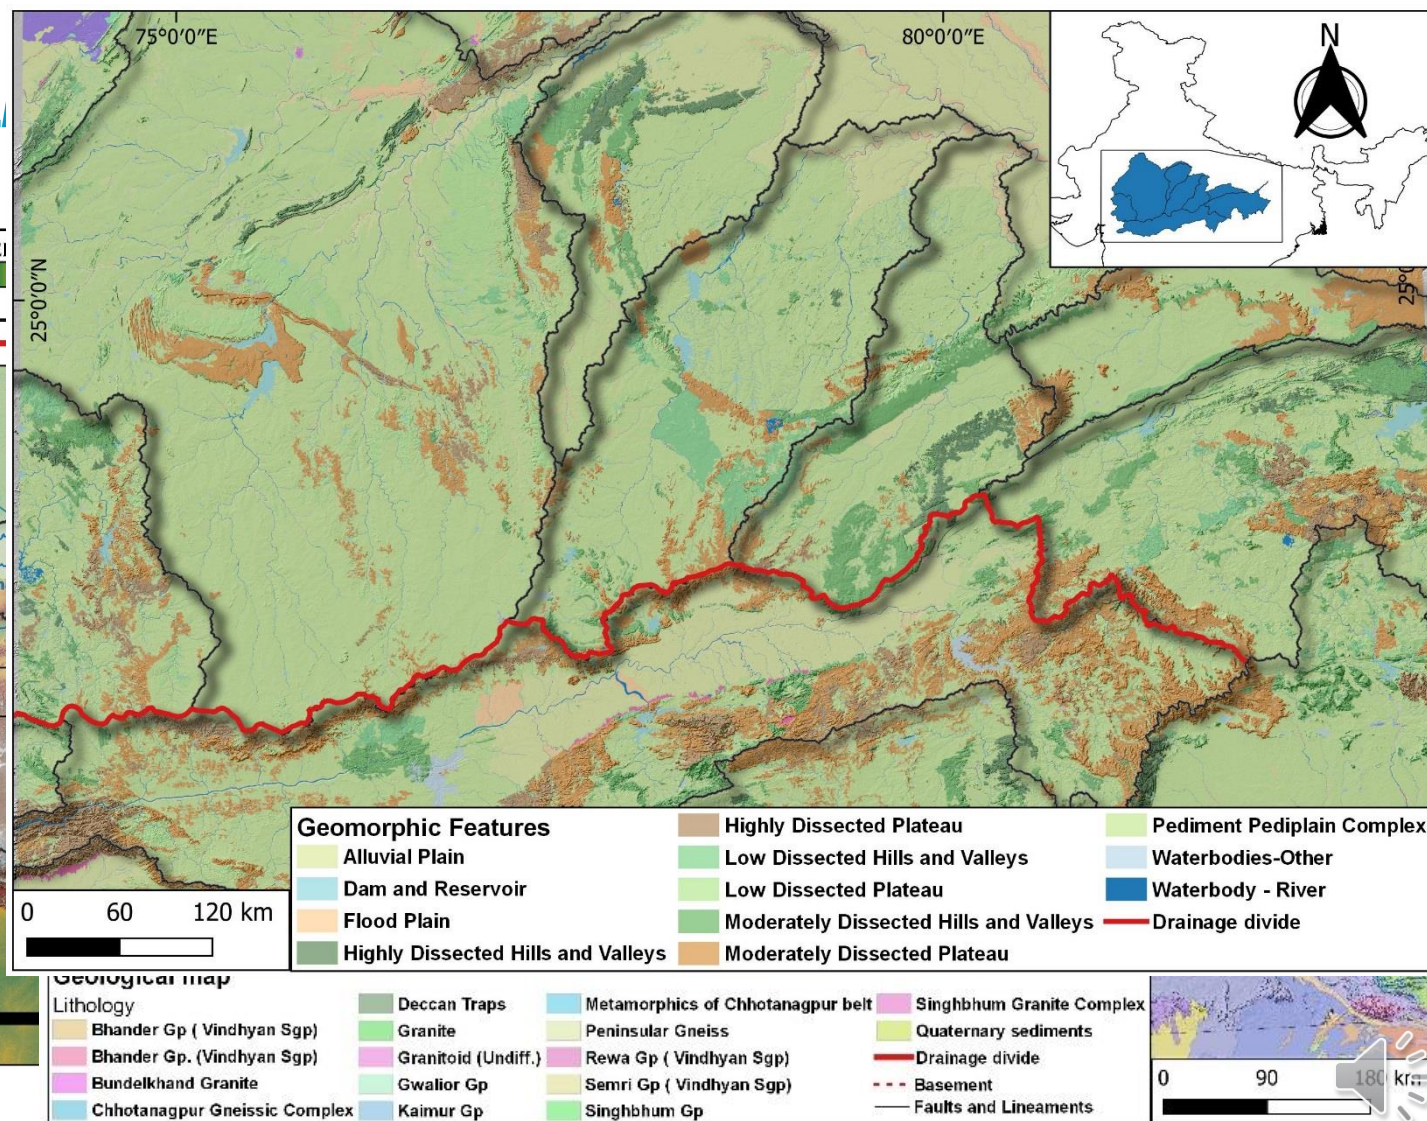 75°0′0″E
80°0′0″E
N
25°0′0″N
Geomorphic Features
Alluvial Plain
Dam and Reservoir
Flood Plain
Highly Dissected Hills and Valleys
Highly Dissected Plateau
Low Dissected Hills and Valleys
Low Dissected Plateau
Moderately Dissected Hills and Valleys
Moderately Dissected Plateau
Pediment Pediplain Complex
Waterbodies-Other
Waterbody - River
Drainage divide
0 60 120 km
Geological map
Lithology
Bhander Gp ( Vindhyan Sgp)
Bhander Gp. (Vindhyan Sgp)
Bundelkhand Granite
Chhotanagpur Gneissic Complex
Deccan Traps
Granite
Granitoid (Undiff.)
Gwalior Gp
Kaimur Gp
Metamorphics of Chhotanagpur belt
Peninsular Gneiss
Rewa Gp ( Vindhyan Sgp)
Semri Gp ( Vindhyan Sgp)
Singhbhum Gp
Singhbhum Granite Complex
Quaternary sediments
Drainage divide
Basement
Faults and Lineaments
0 90 180 km